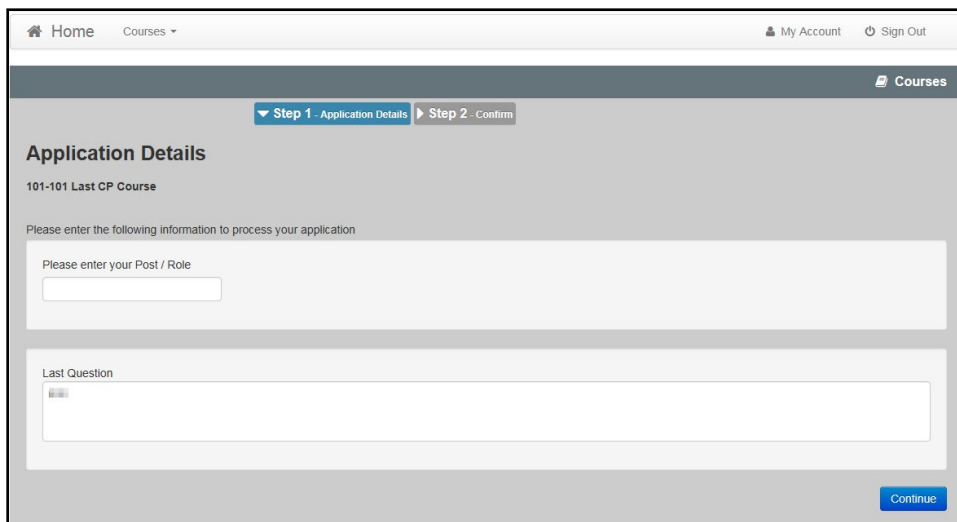 Home Courses My Account Sign Out
Courses
Step 1 - Application Details Step 2 - Confirm
Application Details
101-101 Last CP Course
Please enter the following information to process your application
Please enter your Post / Role
Last Question
Continue